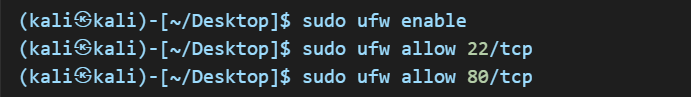 (kali㉿kali)-[~/Desktop]$ sudo ufw enable
(kali㉿kali)-[~/Desktop]$ sudo ufw allow 22/tcp
(kali㉿kali)-[~/Desktop]$ sudo ufw allow 80/tcp